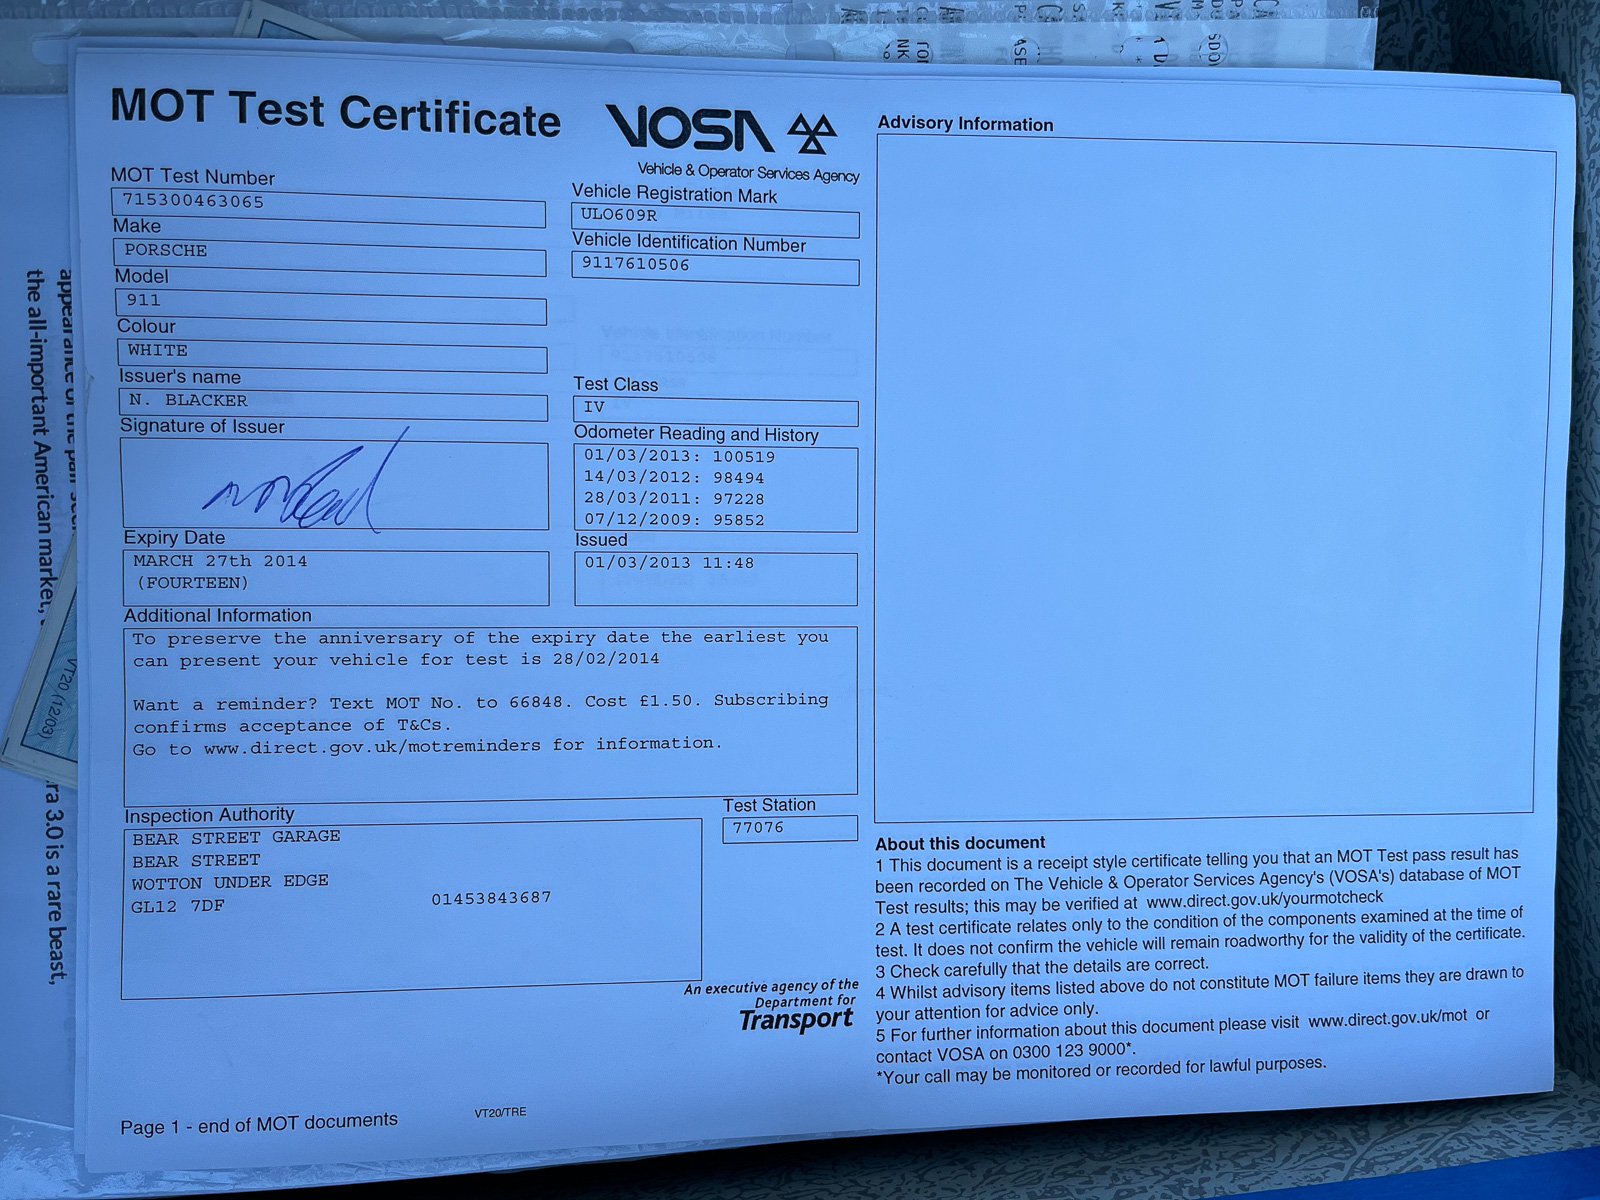 MOT Test Certificate
VOSA
Vehicle & Operator Services Agency
MOT Test Number
715300463065
Make
PORSCHE
Model
911
Colour
WHITE
Issuer's name
N. BLACKER
Signature of Issuer
Expiry Date
MARCH 27th 2014
(FOURTEEN)
Vehicle Registration Mark
ULO609R
Vehicle Identification Number
9117610506
Test Class
IV
Odometer Reading and History
01/03/2013: 100519
14/03/2012: 98494
28/03/2011: 97228
07/12/2009: 95852
Issued
01/03/2013 11:48
Additional Information
To preserve the anniversary of the expiry date the earliest you
can present your vehicle for test is 28/02/2014
Want a reminder? Text MOT No. to 66848. Cost £1.50. Subscribing
confirms acceptance of T&Cs.
Go to www.direct.gov.uk/motreminders for information.
Inspection Authority
BEAR STREET GARAGE
BEAR STREET
WOTTON UNDER EDGE
GL12 7DF 01453843687
Test Station
77076
An executive agency of the
Department for
Transport
Page 1 - end of MOT documents
VT20/TRE
Advisory Information
About this document
1 This document is a receipt style certificate telling you that an MOT Test pass result has
been recorded on The Vehicle & Operator Services Agency's (VOSA's) database of MOT
Test results; this may be verified at www.direct.gov.uk/yourmotcheck
2 A test certificate relates only to the condition of the components examined at the time of
test. It does not confirm the vehicle will remain roadworthy for the validity of the certificate.
3 Check carefully that the details are correct.
4 Whilst advisory items listed above do not constitute MOT failure items they are drawn to
your attention for advice only.
5 For further information about this document please visit www.direct.gov.uk/mot or
contact VOSA on 0300 123 9000*.
*Your call may be monitored or recorded for lawful purposes.
appearance of the
the all-important American market,
ra 3.0 is a rare beast,
VT20 (12/03)